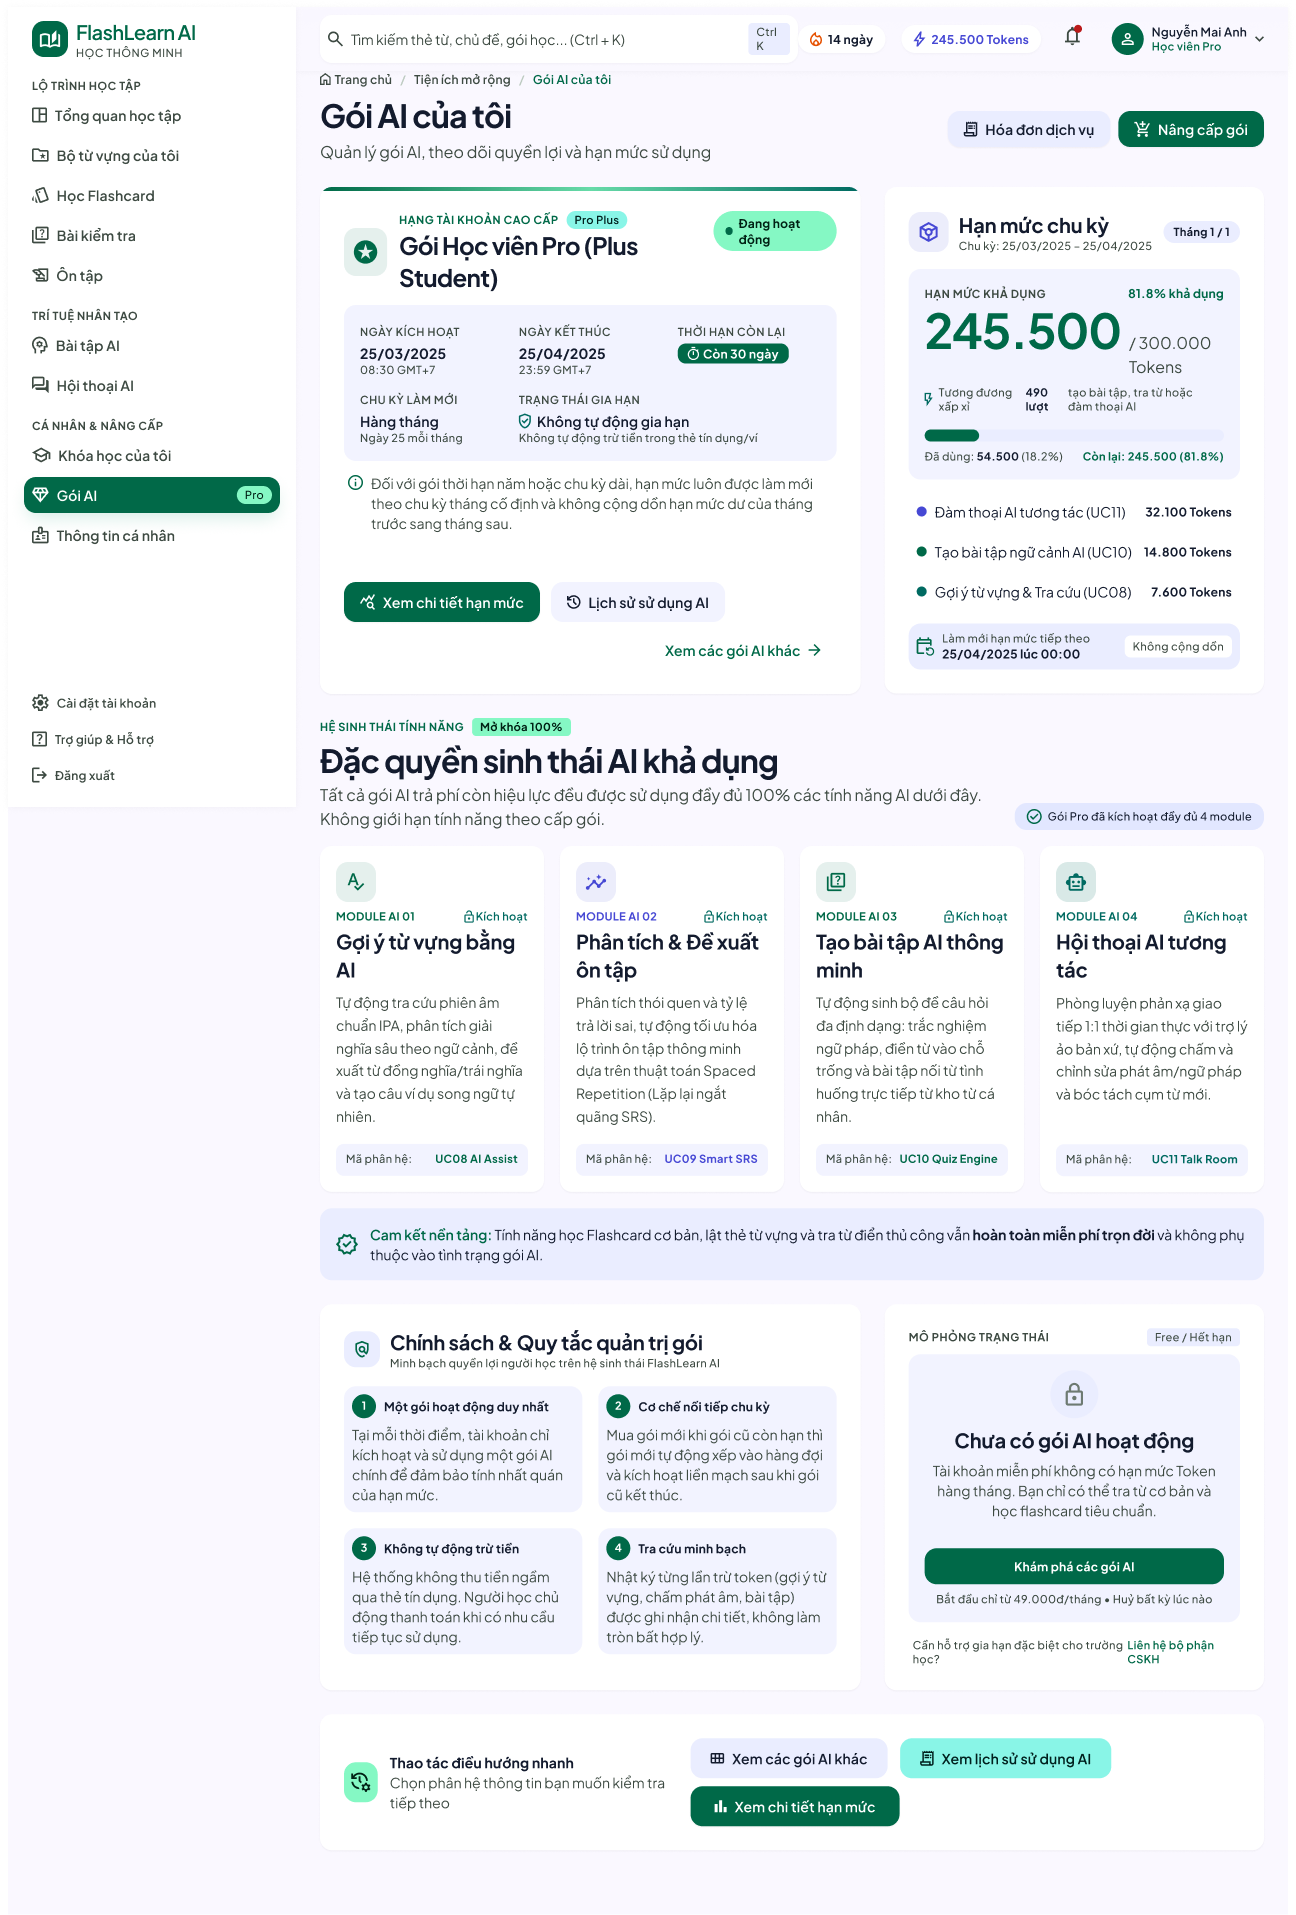 FlashLearn AI
HỌC THÔNG MINH
LỘ TRÌNH HỌC TẬP
Tổng quan học tập
Bộ từ vựng của tôi
Học Flashcard
Bài kiểm tra
Ôn tập
TRÍ TUỆ NHÂN TẠO
Bài tập AI
Hội thoại AI
CÁ NHÂN & NÂNG CẤP
Khóa học của tôi
Gói AI Pro
Thông tin cá nhân
Cài đặt tài khoản
Trợ giúp & Hỗ trợ
Đăng xuất
Tìm kiếm thẻ từ, chủ đề, gói học... (Ctrl + K)
Ctrl
K
14 ngày
245.500 Tokens
Nguyễn Mai Anh
Học viên Pro
Trang chủ / Tiện ích mở rộng / Gói AI của tôi
Gói AI của tôi
Quản lý gói AI, theo dõi quyền lợi và hạn mức sử dụng
Hóa đơn dịch vụ
Nâng cấp gói
HẠNG TÀI KHOẢN CAO CẤP Pro Plus
Gói Học viên Pro (Plus
Student)
Đang hoạt
động
NGÀY KÍCH HOẠT
25/03/2025
08:30 GMT+7
NGÀY KẾT THÚC
25/04/2025
23:59 GMT+7
THỜI HẠN CÒN LẠI
Còn 30 ngày
CHU KỲ LÀM MỚI
Hàng tháng
Ngày 25 mỗi tháng
TRẠNG THÁI GIA HẠN
Không tự động gia hạn
Không tự động trừ tiền trong thẻ tín dụng/ví
Đối với gói thời hạn năm hoặc chu kỳ dài, hạn mức luôn được làm mới
theo chu kỳ tháng cố định và không cộng dồn hạn mức dư của tháng
trước sang tháng sau.
Xem chi tiết hạn mức
Lịch sử sử dụng AI
Xem các gói AI khác
Hạn mức chu kỳ
Chu kỳ: 25/03/2025 – 25/04/2025
Tháng 1 / 1
HẠN MỨC KHẢ DỤNG
81.8% khả dụng
245.500 / 300.000
Tokens
Tương đương
xấp xỉ
490
lượt
tạo bài tập, tra từ hoặc
đàm thoại AI
Đã dùng: 54.500 (18.2%)
Còn lại: 245.500 (81.8%)
Đàm thoại AI tương tác (UC11) 32.100 Tokens
Tạo bài tập ngữ cảnh AI (UC10) 14.800 Tokens
Gợi ý từ vựng & Tra cứu (UC08) 7.600 Tokens
Làm mới hạn mức tiếp theo
25/04/2025 lúc 00:00
Không cộng dồn
HỆ SINH THÁI TÍNH NĂNG Mở khóa 100%
Đặc quyền sinh thái AI khả dụng
Tất cả gói AI trả phí còn hiệu lực đều được sử dụng đầy đủ 100% các tính năng AI dưới đây.
Không giới hạn tính năng theo cấp gói.
Gói Pro đã kích hoạt đầy đủ 4 module
MODULE AI 01 Kích hoạt
Gợi ý từ vựng bằng
AI
Tự động tra cứu phiên âm
chuẩn IPA, phân tích giải
nghĩa sâu theo ngữ cảnh, đề
xuất từ đồng nghĩa/trái nghĩa
và tạo câu ví dụ song ngữ tự
nhiên.
Mã phân hệ: UC08 AI Assist
MODULE AI 02 Kích hoạt
Phân tích & Đề xuất
ôn tập
Phân tích thói quen và tỷ lệ
trả lời sai, tự động tối ưu hóa
lộ trình ôn tập thông minh
dựa trên thuật toán Spaced
Repetition (Lặp lại ngắt
quãng SRS).
Mã phân hệ: UC09 Smart SRS
MODULE AI 03 Kích hoạt
Tạo bài tập AI thông
minh
Tự động sinh bộ đề câu hỏi
đa định dạng: trắc nghiệm
ngữ pháp, điền từ vào chỗ
trống và bài tập nối từ tình
huống trực tiếp từ kho từ cá
nhân.
Mã phân hệ: UC10 Quiz Engine
MODULE AI 04 Kích hoạt
Hội thoại AI tương
tác
Phòng luyện phản xạ giao
tiếp 1:1 thời gian thực với trợ lý
ảo bản xứ, tự động chấm và
chỉnh sửa phát âm/ngữ pháp
và bóc tách cụm từ mới.
Mã phân hệ: UC11 Talk Room
Cam kết nền tảng: Tính năng học Flashcard cơ bản, lật thẻ từ vựng và tra từ điển thủ công vẫn hoàn toàn miễn phí trọn đời và không phụ
thuộc vào tình trạng gói AI.
Chính sách & Quy tắc quản trị gói
Minh bạch quyền lợi người học trên hệ sinh thái FlashLearn AI
1 Một gói hoạt động duy nhất
Tại mỗi thời điểm, tài khoản chỉ
kích hoạt và sử dụng một gói AI
chính để đảm bảo tính nhất quán
của hạn mức.
2 Cơ chế nối tiếp chu kỳ
Mua gói mới khi gói cũ còn hạn thì
gói mới tự động xếp vào hàng đợi
và kích hoạt liền mạch sau khi gói
cũ kết thúc.
3 Không tự động trừ tiền
Hệ thống không thu tiền ngầm
qua thẻ tín dụng. Người học chủ
động thanh toán khi có nhu cầu
tiếp tục sử dụng.
4 Tra cứu minh bạch
Nhật ký từng lần trừ token (gợi ý từ
vựng, chấm phát âm, bài tập)
được ghi nhận chi tiết, không làm
tròn bất hợp lý.
MÔ PHỎNG TRẠNG THÁI
Free / Hết hạn
Chưa có gói AI hoạt động
Tài khoản miễn phí không có hạn mức Token
hàng tháng. Bạn chỉ có thể tra từ cơ bản và
học flashcard tiêu chuẩn.
Khám phá các gói AI
Bắt đầu chỉ từ 49.000đ/tháng • Huỷ bất kỳ lúc nào
Cần hỗ trợ gia hạn đặc biệt cho trường
học?
Liên hệ bộ phận
CSKH
Thao tác điều hướng nhanh
Chọn phân hệ thông tin bạn muốn kiểm tra
tiếp theo
Xem các gói AI khác
Xem lịch sử sử dụng AI
Xem chi tiết hạn mức